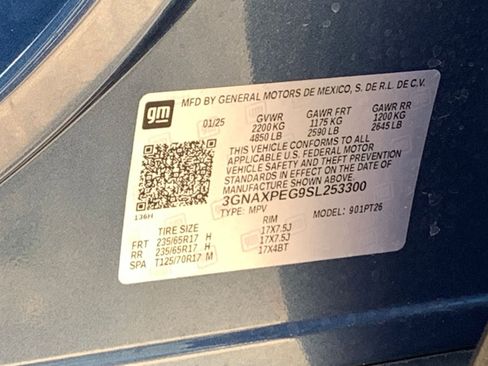 gm
MFD BY GENERAL MOTORS DE MEXICO, S. DE R.L. DE C.V.
01/25 GVWR GAWR FRT GAWR RR
2200 KG 1175 KG 1200 KG
4850 LB 2590 LB 2645 LB
THIS VEHICLE CONFORMS TO ALL
APPLICABLE U.S. FEDERAL MOTOR
VEHICLE SAFETY AND THEFT PREVENTION
STANDARDS IN EFFECT ON THE DATE OF
MANUFACTURE SHOWN ABOVE.
3GNAXPEG9SL253300
136H TYPE: MPV MODEL: 901PT26
TIRE SIZE RIM
FRT 235/65R17 H 17X7.5J
RR 235/65R17 H 17X7.5J
SPA T125/70R17 M 17X4BT